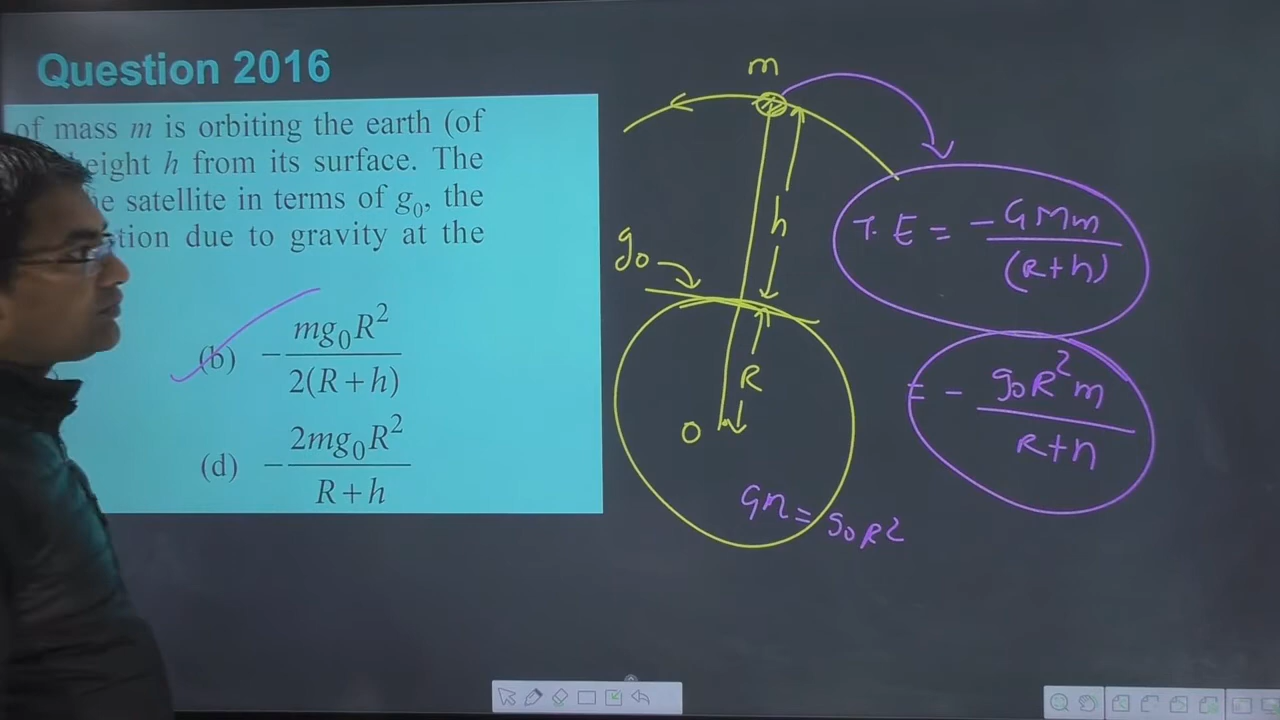 Question 2016
of mass m is orbiting the earth (of
eight h from its surface. The
e satellite in terms of g₀, the
tion due to gravity at the
(b) -mg₀R²/2(R+h)
(d) -2mg₀R²/R+h
m
h
g₀
R
O
GM = g₀R²
T.E = -GMm/(R+h)
= -g₀R²m/R+h